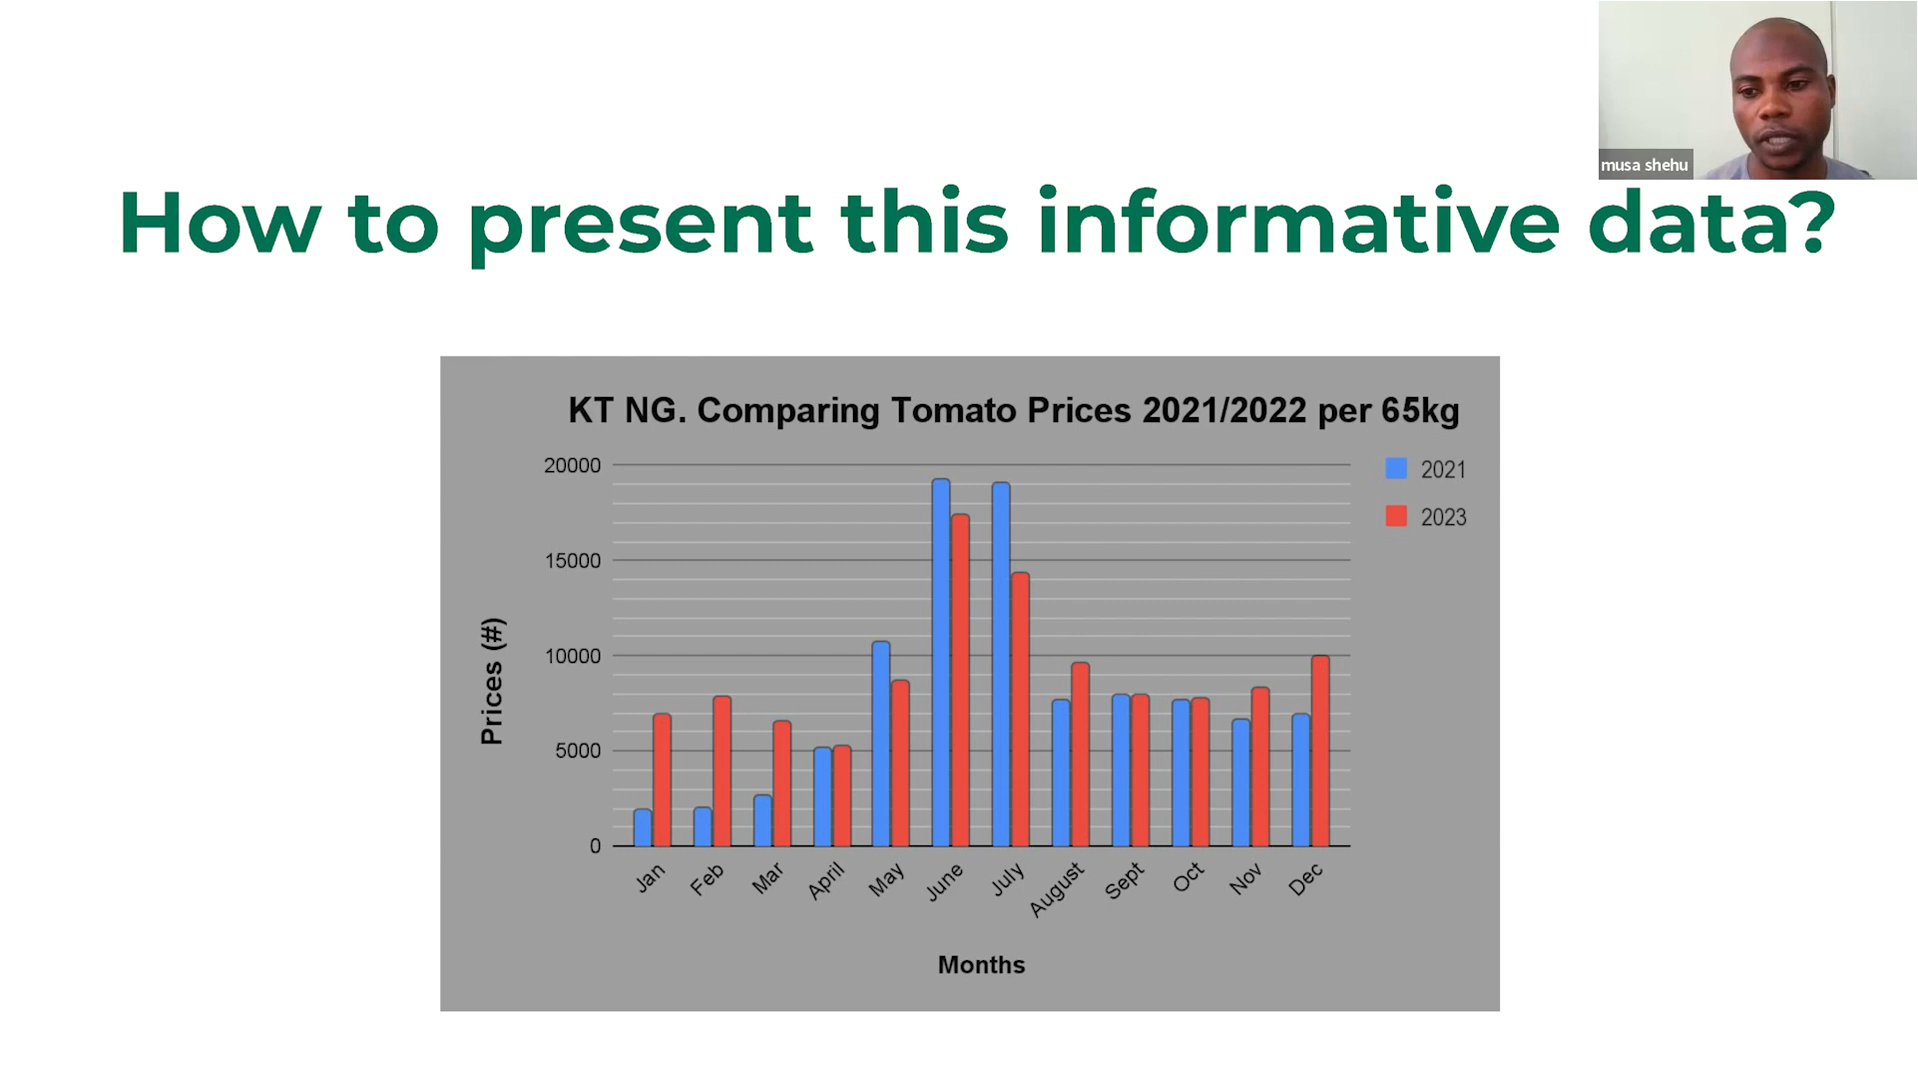 musa shehu
How to present this informative data?
KT NG. Comparing Tomato Prices 2021/2022 per 65kg
20000
15000
10000
5000
0
Prices (#)
2021
2023
Jan
Feb
Mar
April
May
June
July
August
Sept
Oct
Nov
Dec
Months